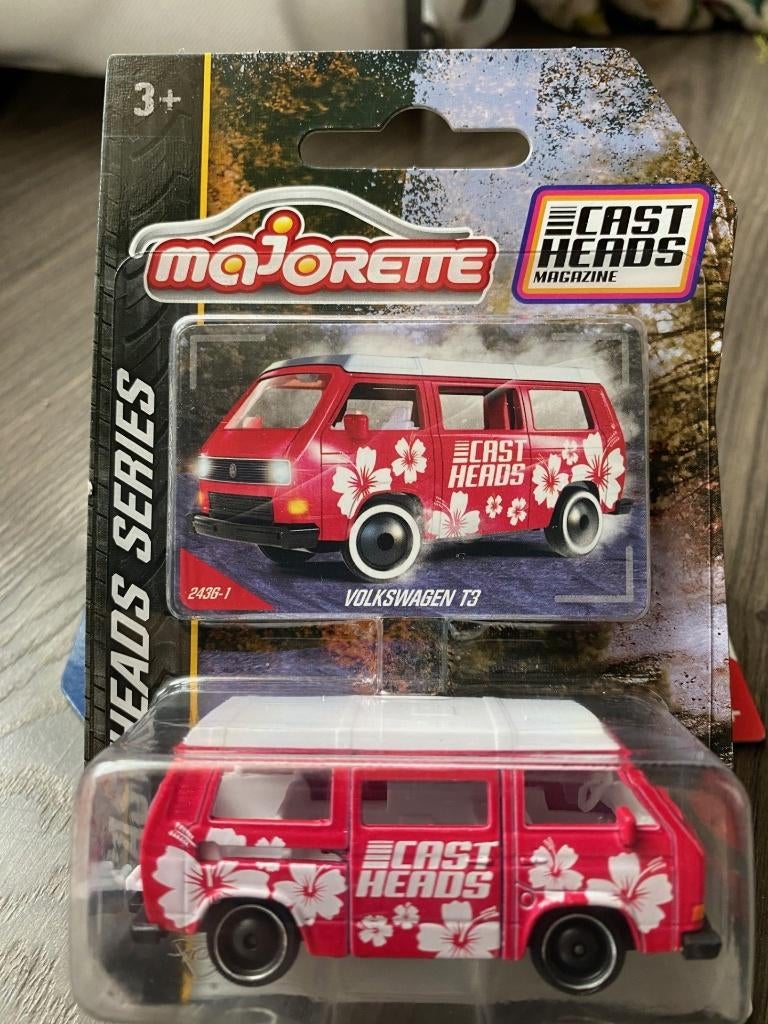 3+
MAJORETTE
CAST
HEADS
MAGAZINE
HEADS SERIES
CAST
HEADS
243G-1
VOLKSWAGEN T3
CAST
HEADS